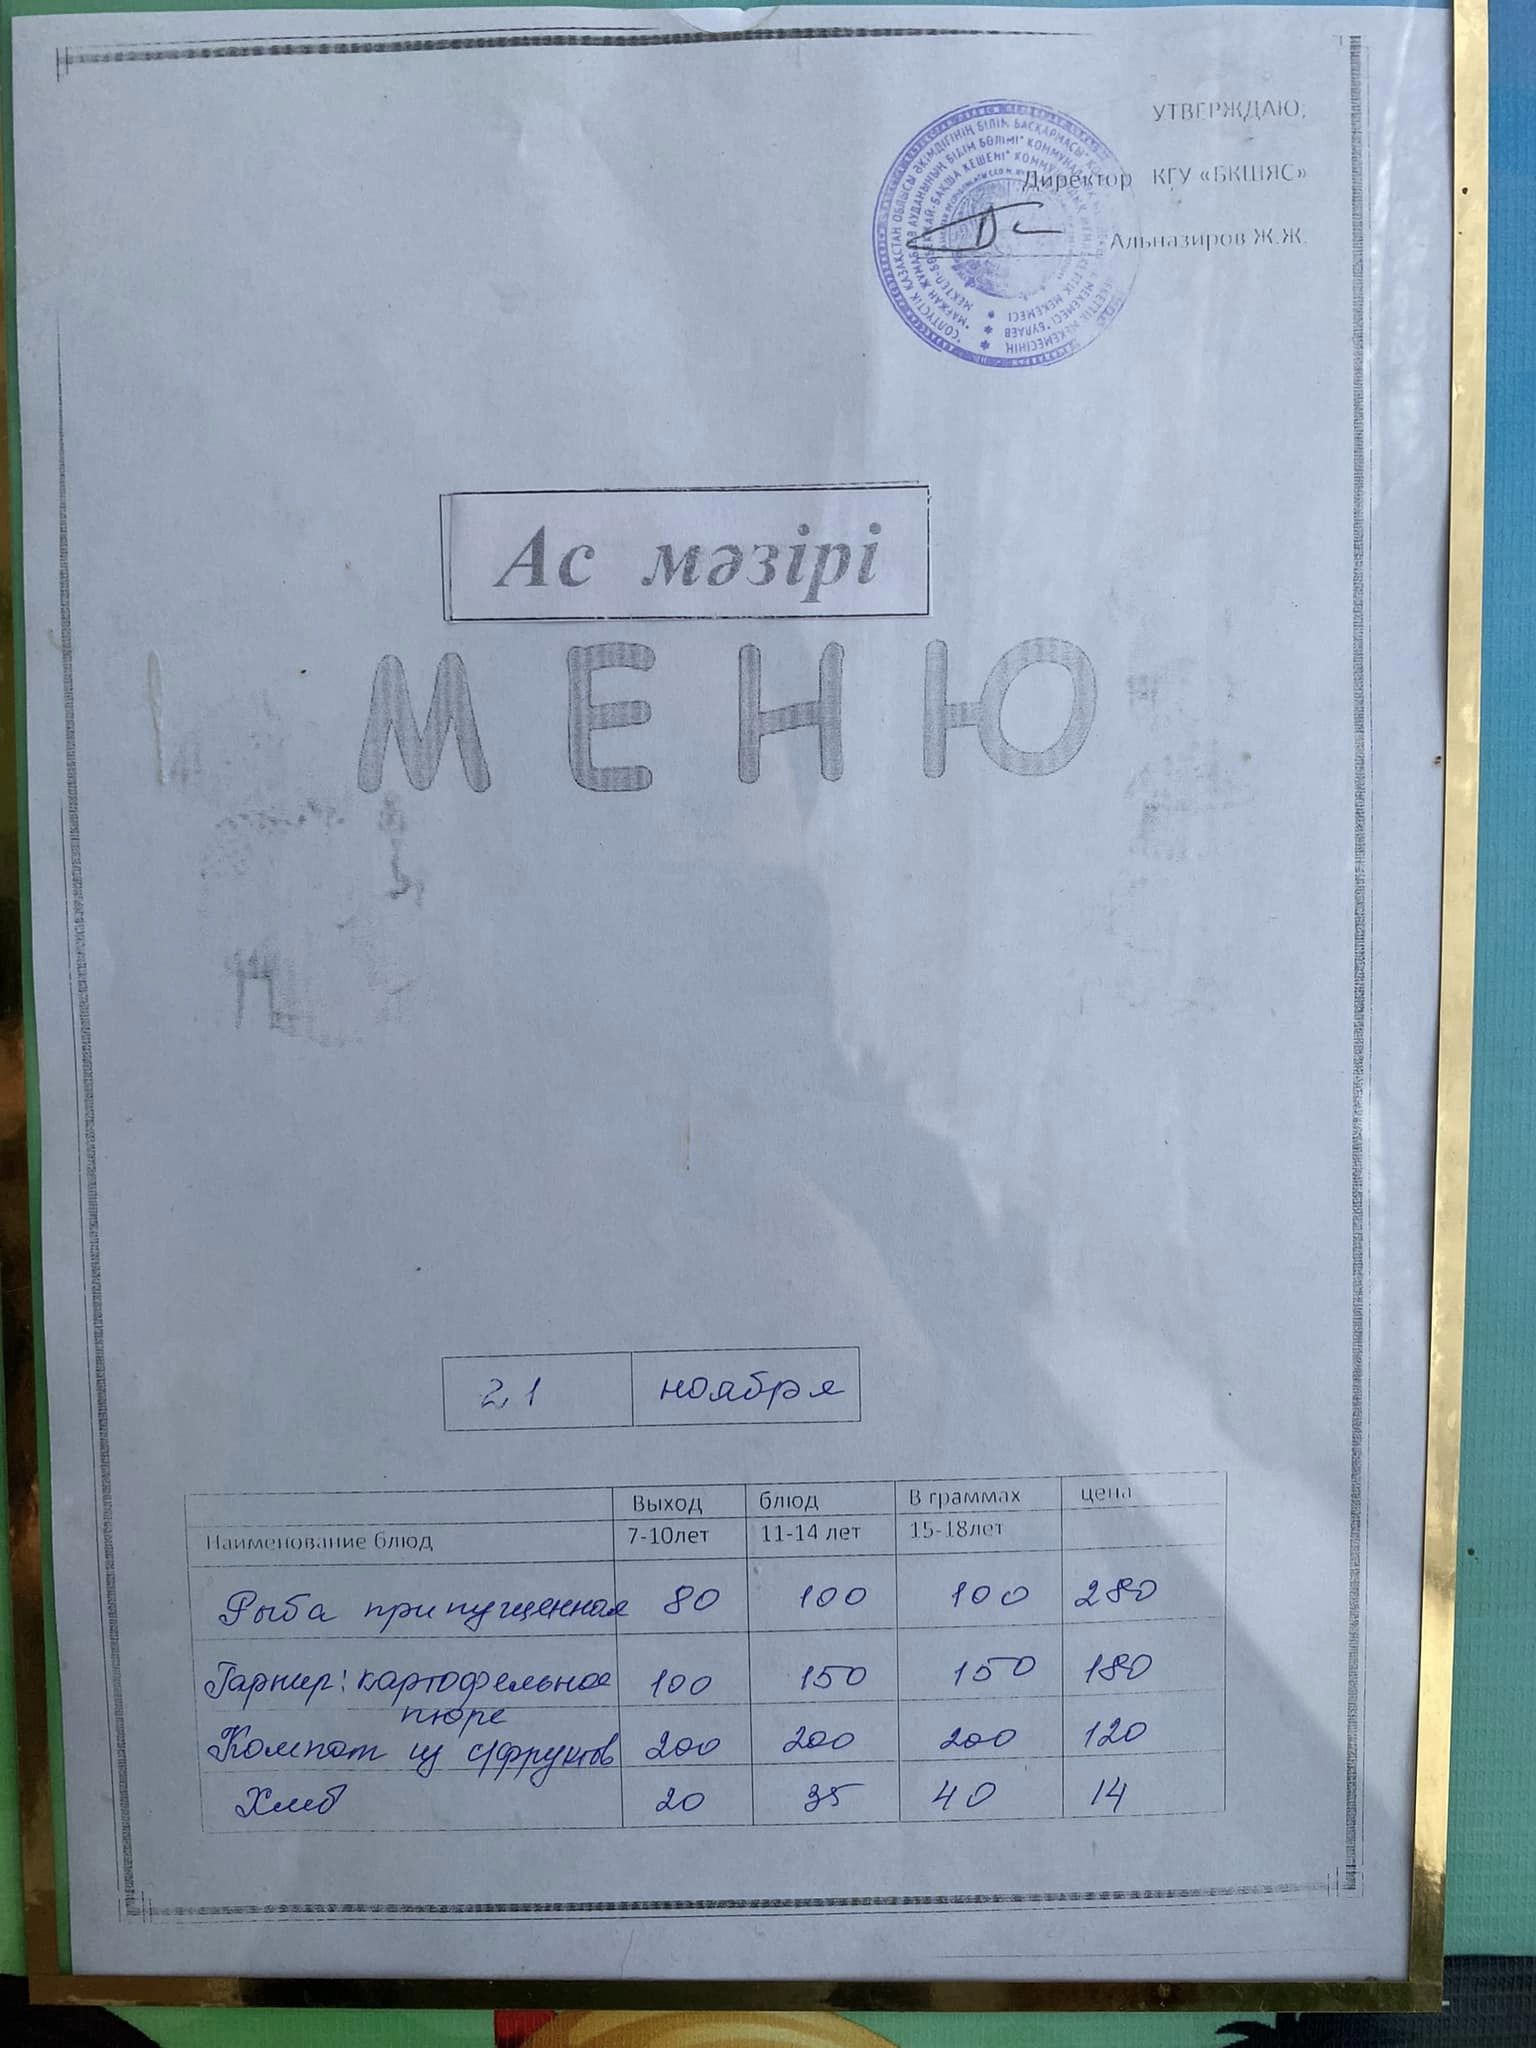 УТВЕРЖДАЮ,
Директор КГУ «БКШЯС»
Альназиров Ж.Ж.
Ас мәзірі
МЕНЮ
21 ноября
Выход блюд В граммах цена
Наименование блюд 7-10лет 11-14 лет 15-18лет
Рыба припущенная 80 100 100 280
Гарнир: картофельное 100 150 150 180
пюре
Компот из с/фруктов 200 200 200 120
Хлеб 20 35 40 14